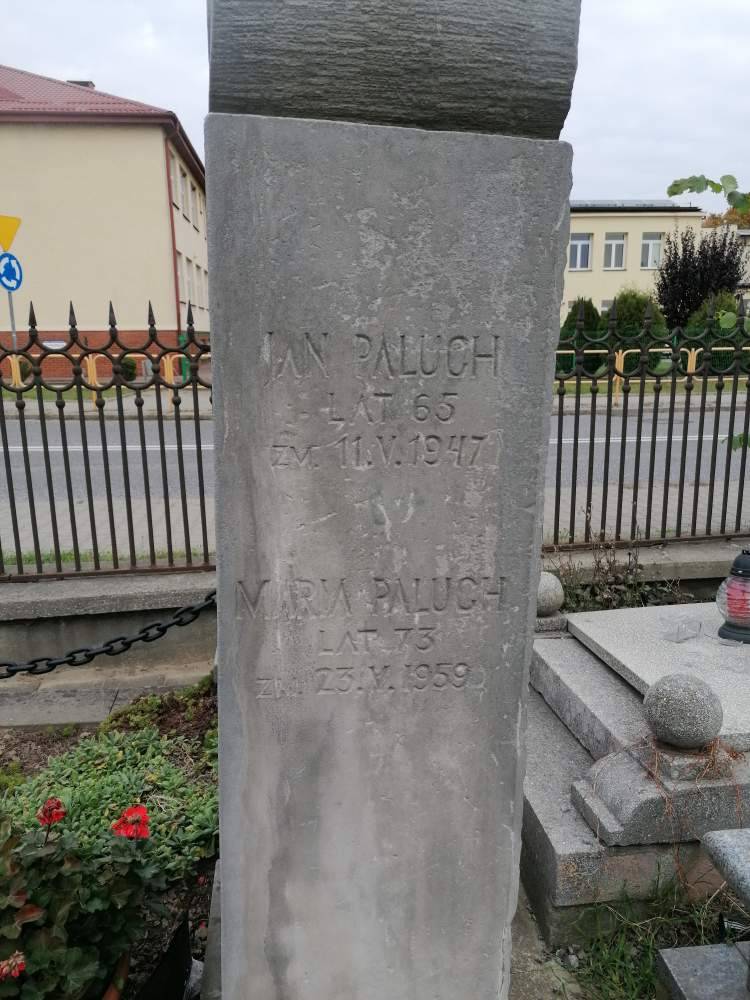 JAN PALUCH
LAT 65
ZM. 11.V.1947
MARIA PALUCH
LAT 73
ZM. 23.V.1959